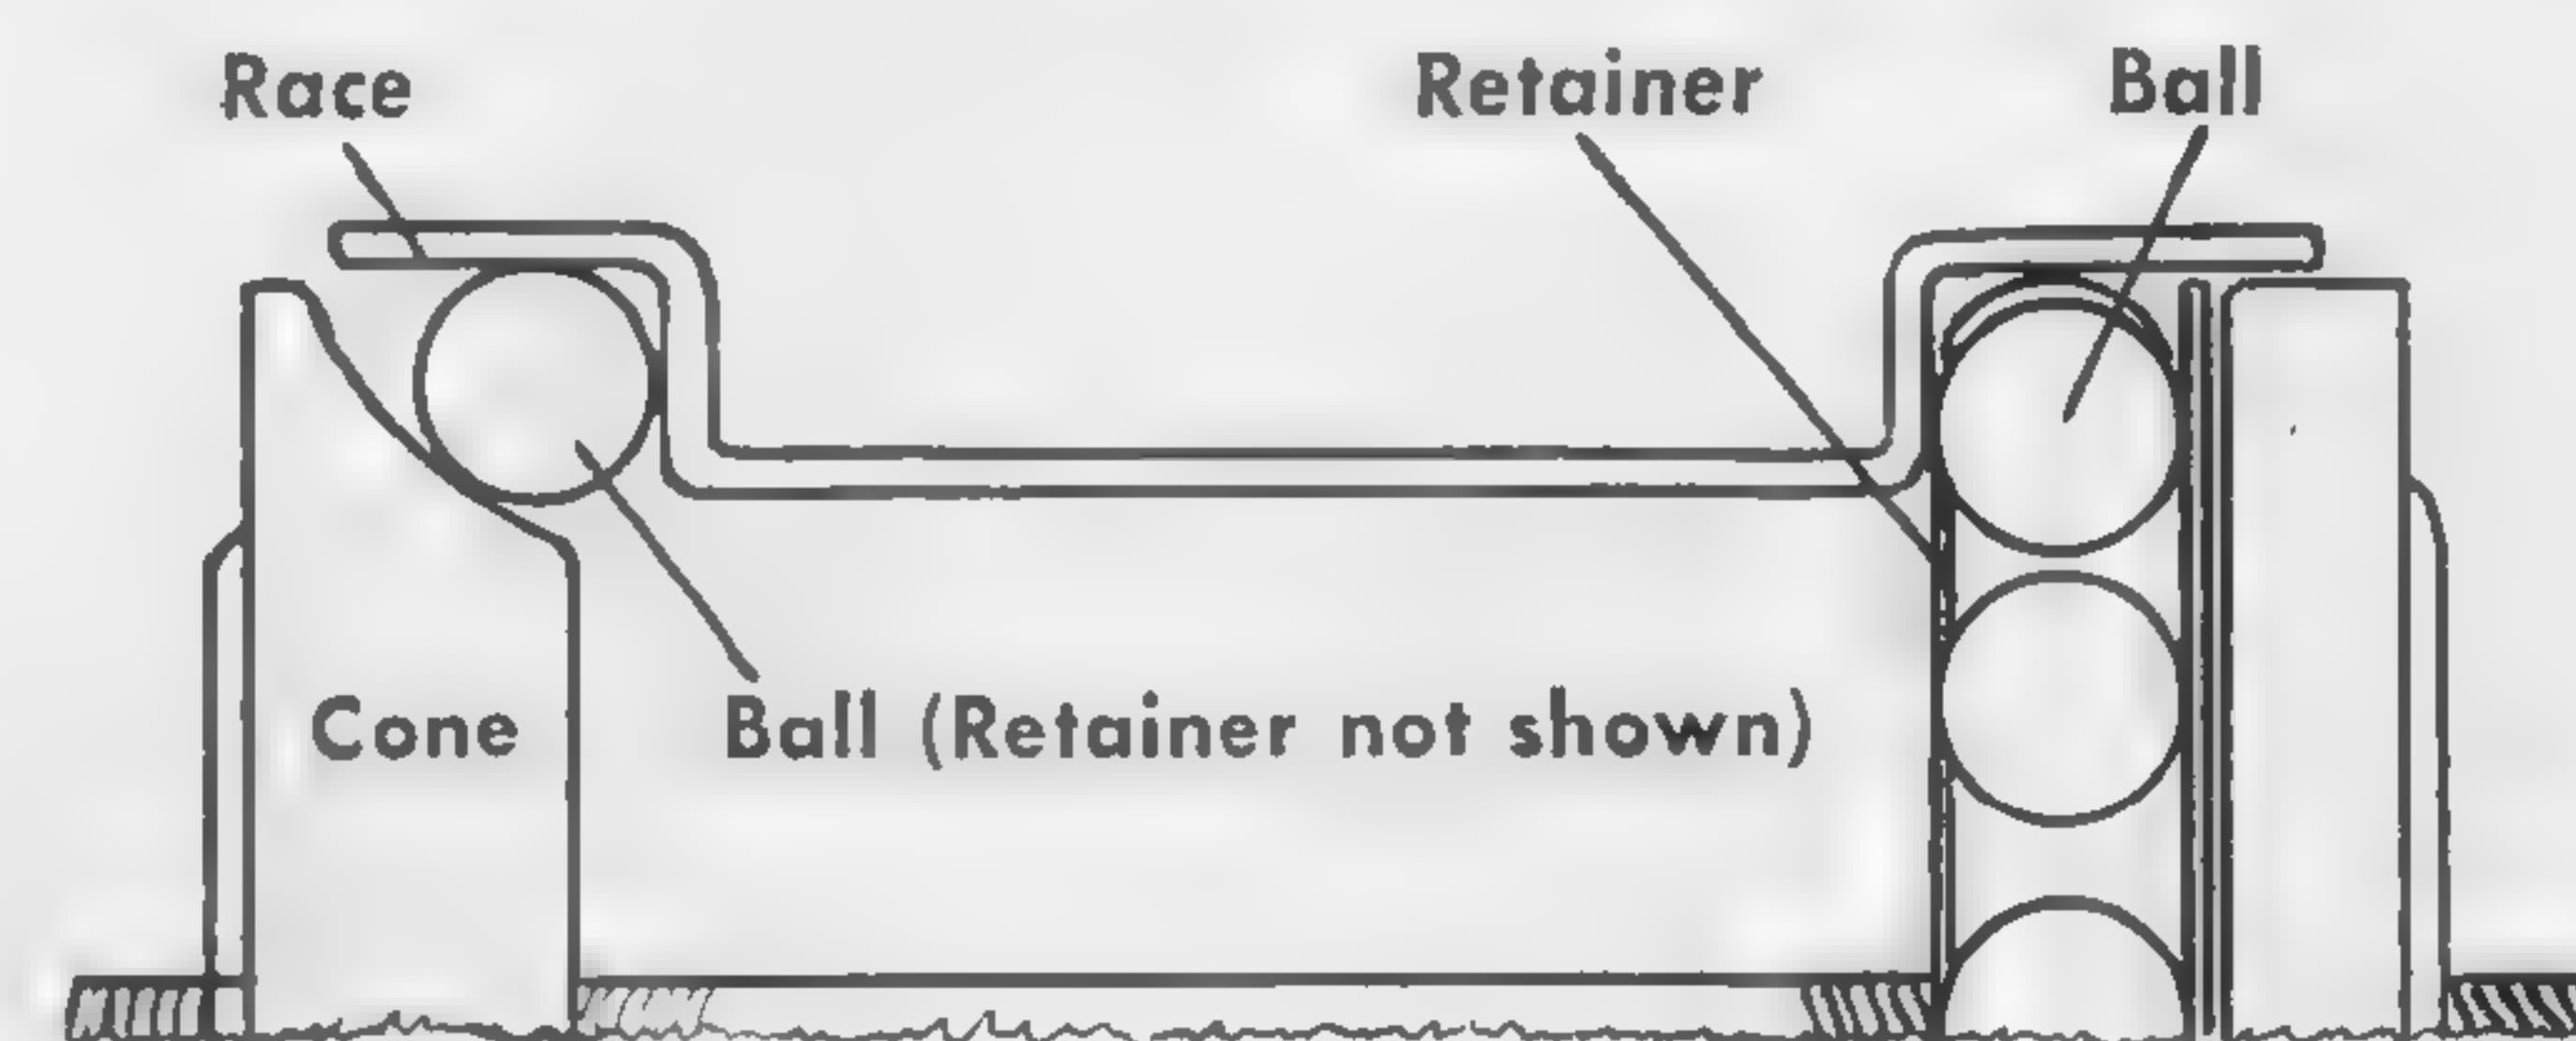 Race
Retainer
Ball
Cone
Ball (Retainer not shown)